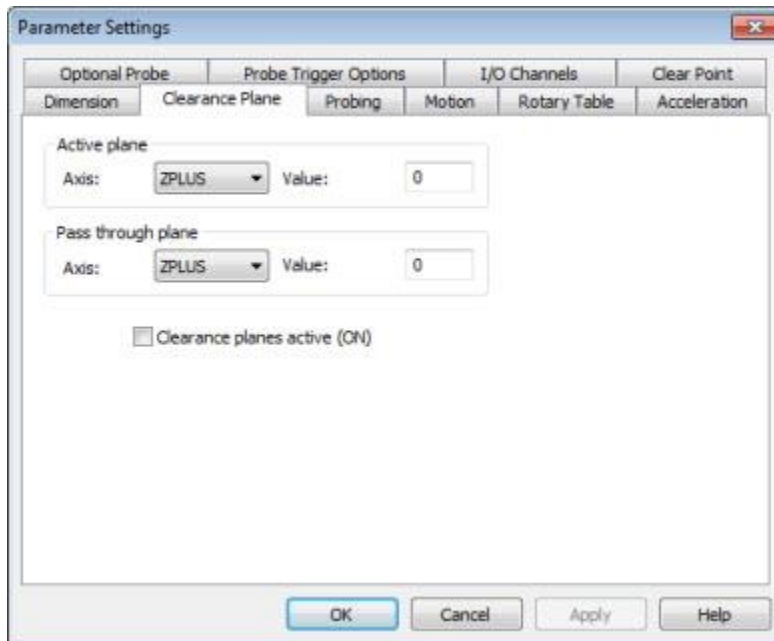 Parameter Settings
Optional Probe Probe Trigger Options I/O Channels Clear Point
Dimension Clearance Plane Probing Motion Rotary Table Acceleration
Active plane
Axis: ZPLUS Value: 0
Pass through plane
Axis: ZPLUS Value: 0
Clearance planes active (ON)
OK Cancel Apply Help